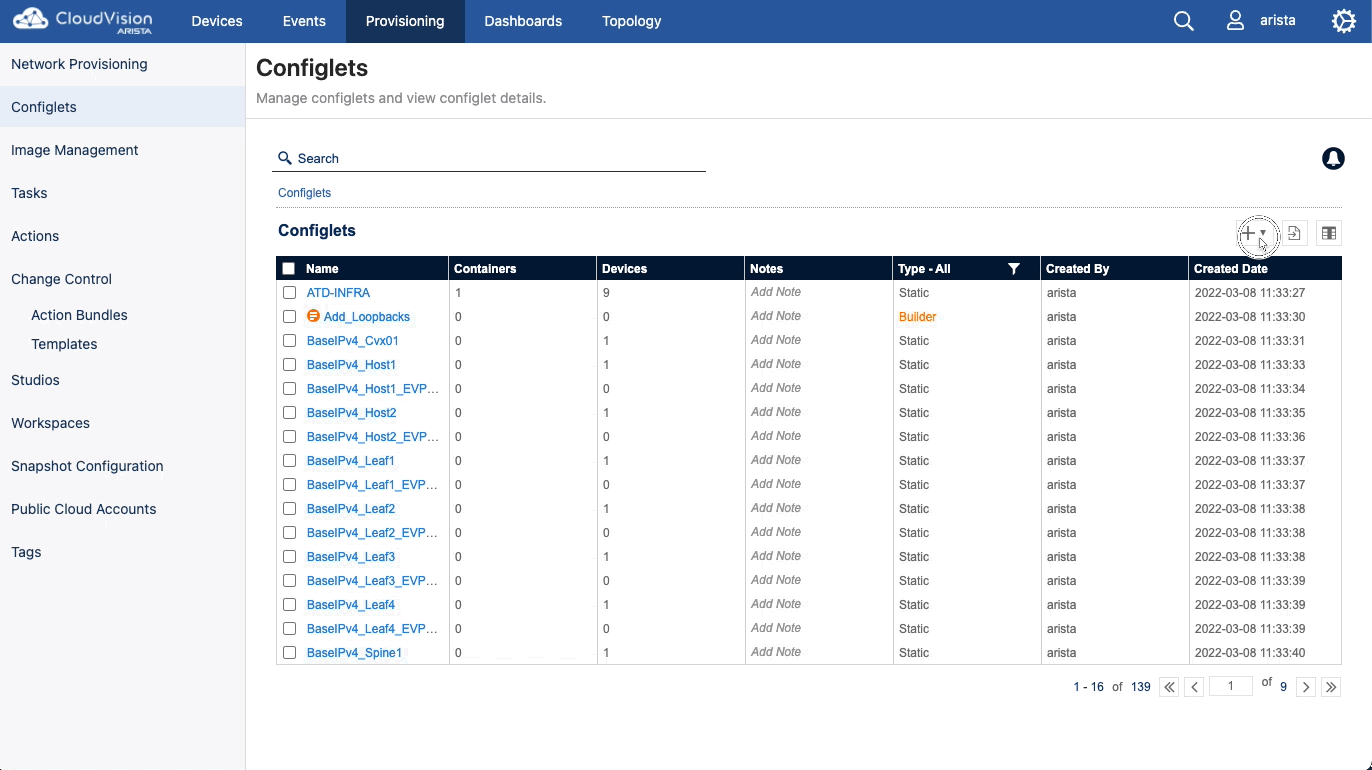 CloudVision
ARISTA
Devices Events Provisioning Dashboards Topology arista
Network Provisioning
Configlets
Image Management
Tasks
Actions
Change Control
Action Bundles
Templates
Studios
Workspaces
Snapshot Configuration
Public Cloud Accounts
Tags
Configlets
Manage configlets and view configlet details.
Search
Configlets
Configlets
Name Containers Devices Notes Type - All Created By Created Date
ATD-INFRA 1 9 Add Note Static arista 2022-03-08 11:33:27
Add_Loopbacks 0 0 Add Note Builder arista 2022-03-08 11:33:30
BaseIPv4_Cvx01 0 1 Add Note Static arista 2022-03-08 11:33:31
BaseIPv4_Host1 0 1 Add Note Static arista 2022-03-08 11:33:33
BaseIPv4_Host1_EVP... 0 0 Add Note Static arista 2022-03-08 11:33:34
BaseIPv4_Host2 0 1 Add Note Static arista 2022-03-08 11:33:35
BaseIPv4_Host2_EVP... 0 0 Add Note Static arista 2022-03-08 11:33:36
BaseIPv4_Leaf1 0 1 Add Note Static arista 2022-03-08 11:33:37
BaseIPv4_Leaf1_EVP... 0 0 Add Note Static arista 2022-03-08 11:33:37
BaseIPv4_Leaf2 0 1 Add Note Static arista 2022-03-08 11:33:38
BaseIPv4_Leaf2_EVP... 0 0 Add Note Static arista 2022-03-08 11:33:38
BaseIPv4_Leaf3 0 1 Add Note Static arista 2022-03-08 11:33:38
BaseIPv4_Leaf3_EVP... 0 0 Add Note Static arista 2022-03-08 11:33:39
BaseIPv4_Leaf4 0 1 Add Note Static arista 2022-03-08 11:33:39
BaseIPv4_Leaf4_EVP... 0 0 Add Note Static arista 2022-03-08 11:33:39
BaseIPv4_Spine1 0 1 Add Note Static arista 2022-03-08 11:33:40
1 - 16 of 139 1 of 9